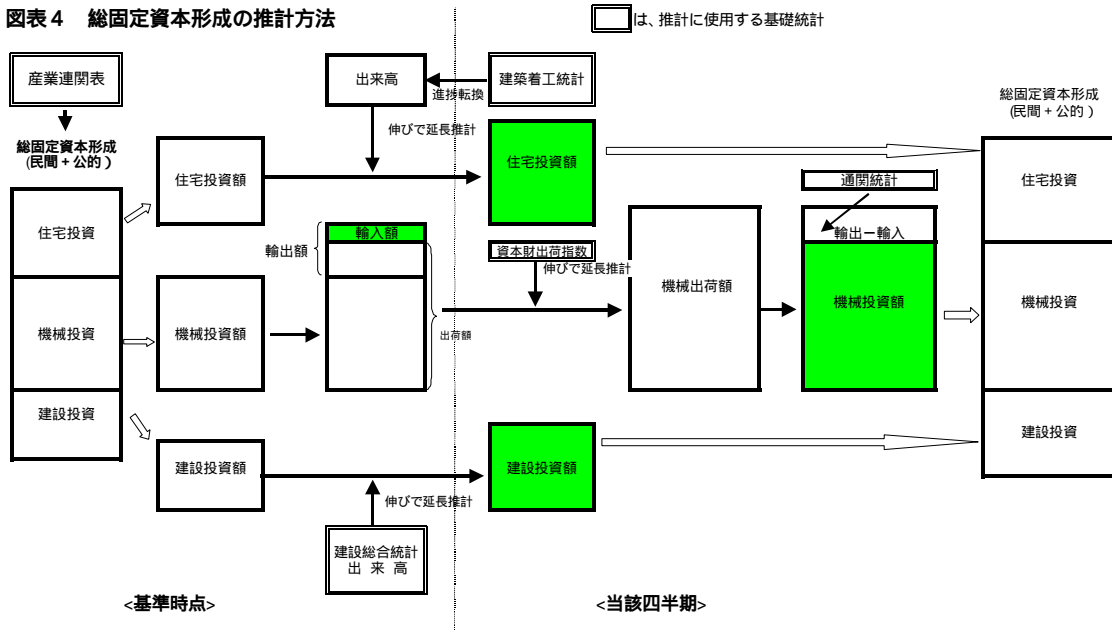 図表４　総固定資本形成の推計方法
は、推計に使用する基礎統計
産業連関表
総固定資本形成
（民間＋公的）
住宅投資
機械投資
建設投資
住宅投資額
機械投資額
建設投資額
出来高
進捗転換
建築着工統計
伸びで延長推計
輸出額
輸入額
出荷額
伸びで延長推計
建設総合統計
出 来 高
住宅投資額
資本財出荷指数
伸びで延長推計
機械出荷額
通関統計
輸出－輸入
機械投資額
建設投資額
総固定資本形成
（民間＋公的）
住宅投資
機械投資
建設投資
<基準時点>
<当該四半期>